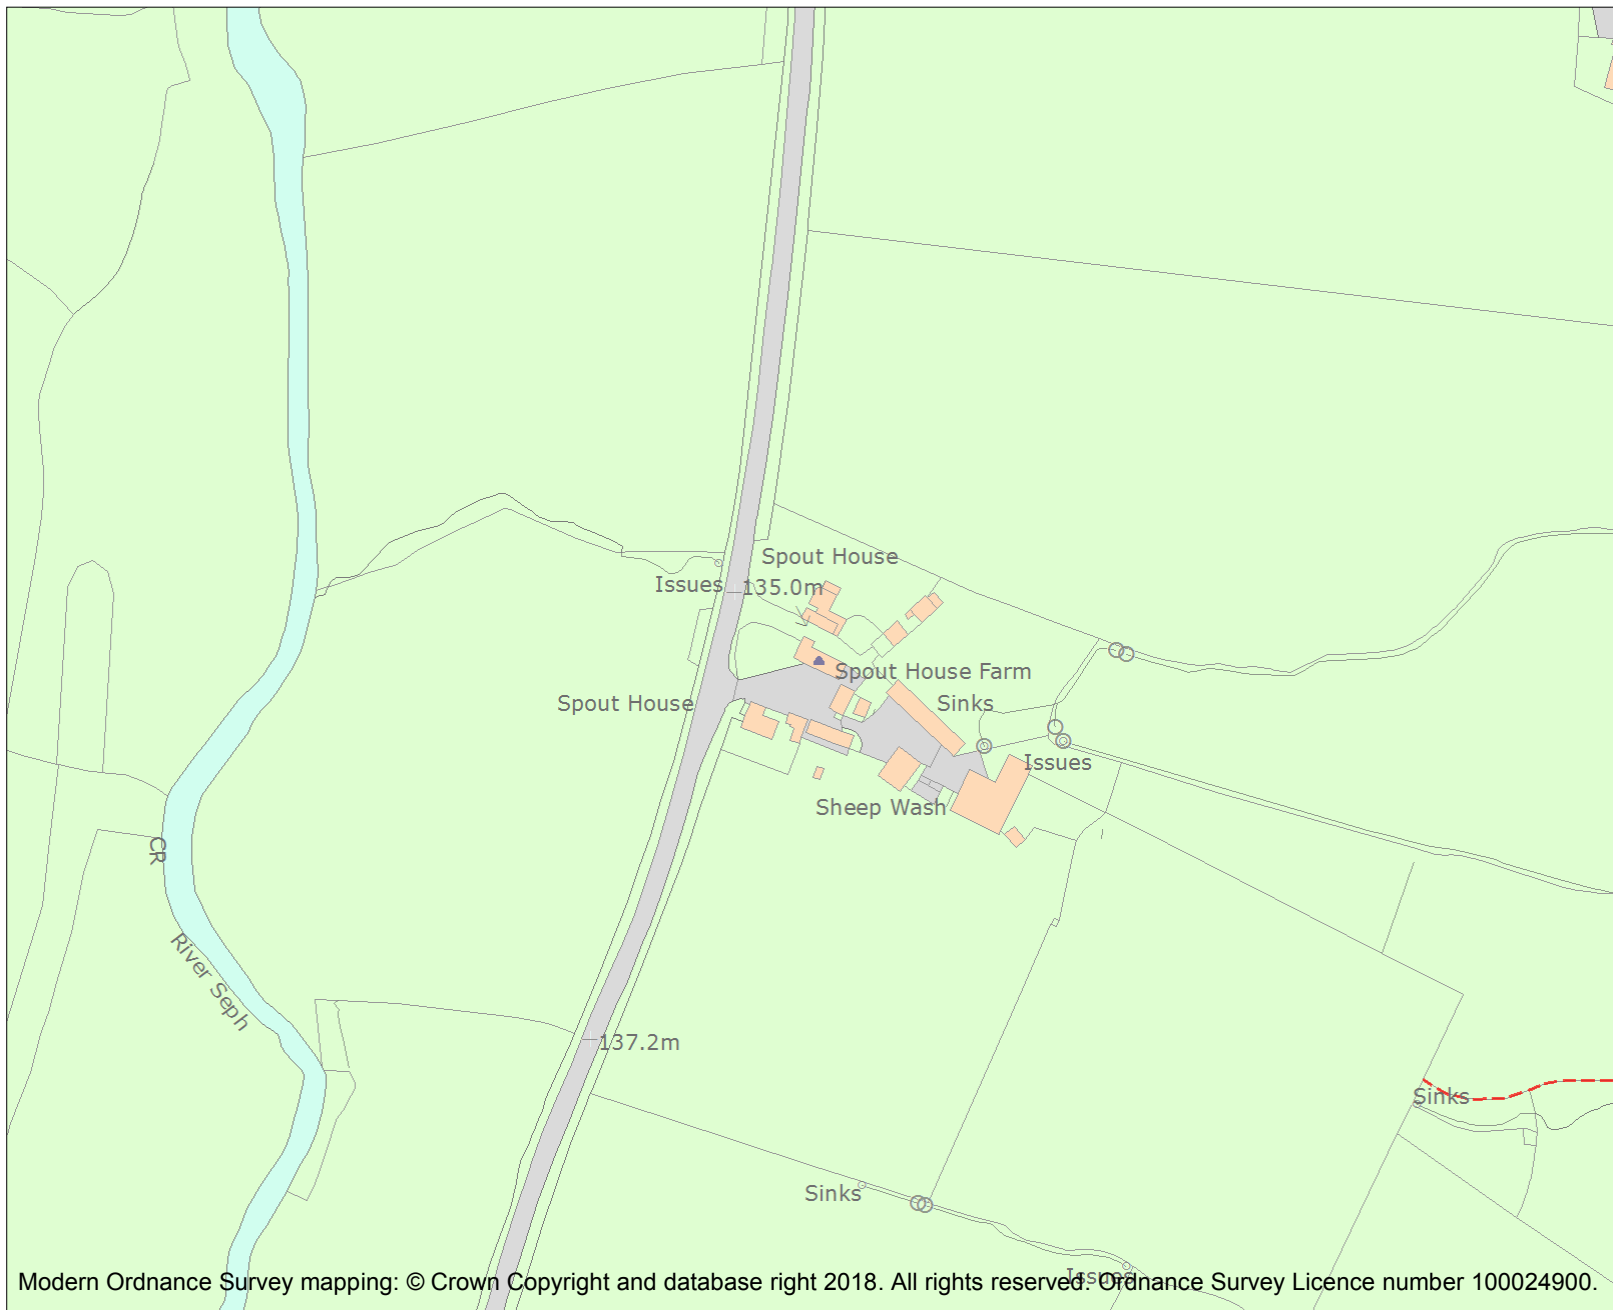 Spout House
Issues
135.0m
Spout House Farm
Spout House
Sinks
Issues
Sheep Wash
CR
River Seph
137.2m
Sinks
Sinks
Issues
Modern Ordnance Survey mapping: © Crown Copyright and database right 2018. All rights reserved. Ordnance Survey Licence number 100024900.